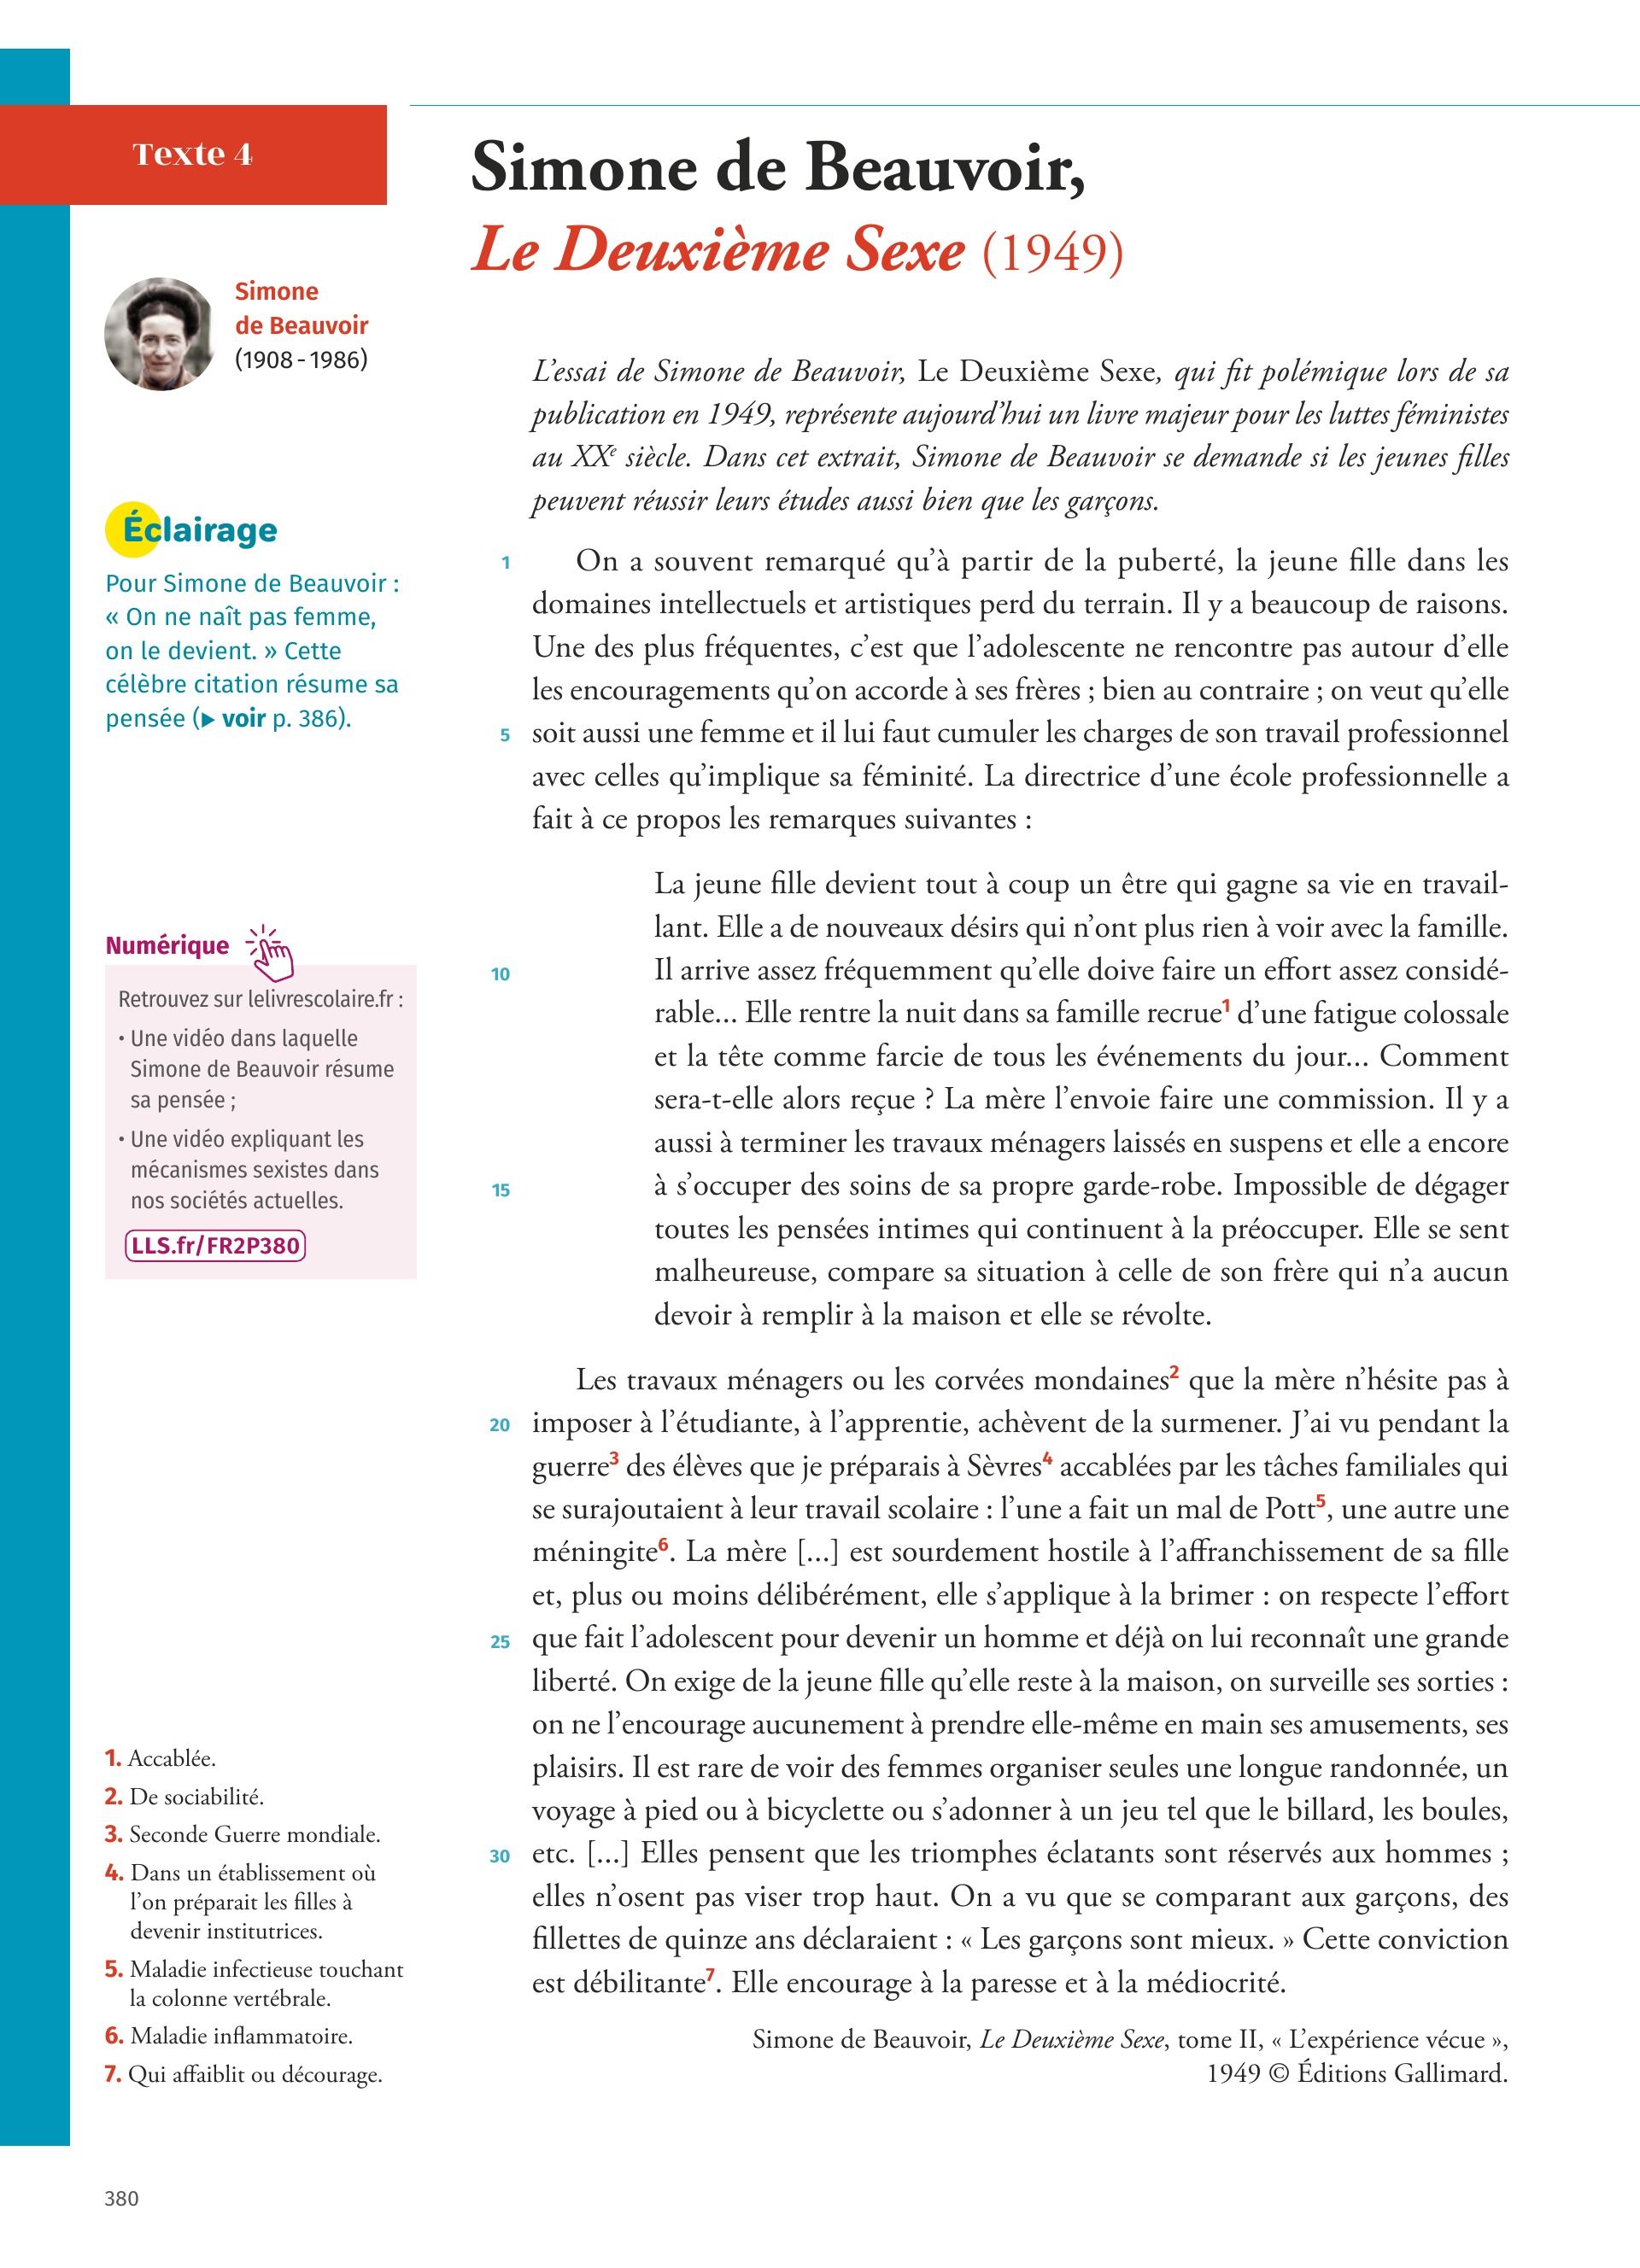 Texte 4
Simone de Beauvoir,
Le Deuxième Sexe (1949)
Simone
de Beauvoir
(1908 - 1986)
Éclairage
Pour Simone de Beauvoir :
« On ne naît pas femme,
on le devient. » Cette
célèbre citation résume sa
pensée (▶ voir p. 386).
Numérique
Retrouvez sur lelivrescolaire.fr :
• Une vidéo dans laquelle
Simone de Beauvoir résume
sa pensée ;
• Une vidéo expliquant les
mécanismes sexistes dans
nos sociétés actuelles.
LLS.fr/FR2P380
1. Accablée.
2. De sociabilité.
3. Seconde Guerre mondiale.
4. Dans un établissement où
l'on préparait les filles à
devenir institutrices.
5. Maladie infectieuse touchant
la colonne vertébrale.
6. Maladie inflammatoire.
7. Qui affaiblit ou décourage.
L'essai de Simone de Beauvoir, Le Deuxième Sexe, qui fit polémique lors de sa
publication en 1949, représente aujourd'hui un livre majeur pour les luttes féministes
au XXe siècle. Dans cet extrait, Simone de Beauvoir se demande si les jeunes filles
peuvent réussir leurs études aussi bien que les garçons.
1 On a souvent remarqué qu'à partir de la puberté, la jeune fille dans les
domaines intellectuels et artistiques perd du terrain. Il y a beaucoup de raisons.
Une des plus fréquentes, c'est que l'adolescente ne rencontre pas autour d'elle
les encouragements qu'on accorde à ses frères ; bien au contraire ; on veut qu'elle
5 soit aussi une femme et il lui faut cumuler les charges de son travail professionnel
avec celles qu'implique sa féminité. La directrice d'une école professionnelle a
fait à ce propos les remarques suivantes :
La jeune fille devient tout à coup un être qui gagne sa vie en travail-
lant. Elle a de nouveaux désirs qui n'ont plus rien à voir avec la famille.
10 Il arrive assez fréquemment qu'elle doive faire un effort assez considé-
rable... Elle rentre la nuit dans sa famille recrue1 d'une fatigue colossale
et la tête comme farcie de tous les événements du jour... Comment
sera-t-elle alors reçue ? La mère l'envoie faire une commission. Il y a
aussi à terminer les travaux ménagers laissés en suspens et elle a encore
15 à s'occuper des soins de sa propre garde-robe. Impossible de dégager
toutes les pensées intimes qui continuent à la préoccuper. Elle se sent
malheureuse, compare sa situation à celle de son frère qui n'a aucun
devoir à remplir à la maison et elle se révolte.
Les travaux ménagers ou les corvées mondaines2 que la mère n'hésite pas à
20 imposer à l'étudiante, à l'apprentie, achèvent de la surmener. J'ai vu pendant la
guerre3 des élèves que je préparais à Sèvres4 accablées par les tâches familiales qui
se surajoutaient à leur travail scolaire : l'une a fait un mal de Pott5, une autre une
méningite6. La mère [...] est sourdement hostile à l'affranchissement de sa fille
et, plus ou moins délibérément, elle s'applique à la brimer : on respecte l'effort
25 que fait l'adolescent pour devenir un homme et déjà on lui reconnaît une grande
liberté. On exige de la jeune fille qu'elle reste à la maison, on surveille ses sorties :
on ne l'encourage aucunement à prendre elle-même en main ses amusements, ses
plaisirs. Il est rare de voir des femmes organiser seules une longue randonnée, un
voyage à pied ou à bicyclette ou s'adonner à un jeu tel que le billard, les boules,
30 etc. [...] Elles pensent que les triomphes éclatants sont réservés aux hommes ;
elles n'osent pas viser trop haut. On a vu que se comparant aux garçons, des
fillettes de quinze ans déclaraient : « Les garçons sont mieux. » Cette conviction
est débilitante7. Elle encourage à la paresse et à la médiocrité.
Simone de Beauvoir, Le Deuxième Sexe, tome II, « L'expérience vécue »,
1949 © Éditions Gallimard.
380